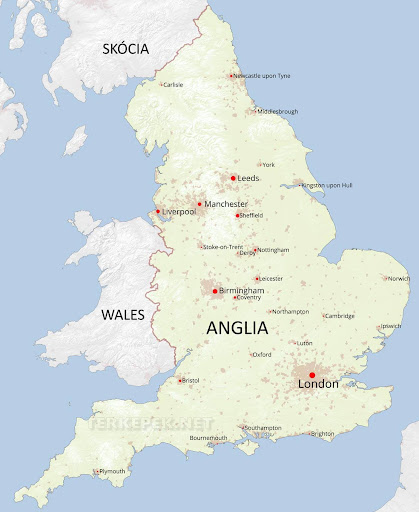 SKÓCIA
Newcastle upon Tyne
Carlisle
Middlesbrough
York
Leeds
Kingston upon Hull
Manchester
Liverpool
Sheffield
Stoke-on-Trent
Nottingham
Derby
Leicester
Norwich
Birmingham
Coventry
WALES
Northampton
Cambridge
ANGLIA
Ipswich
Luton
Oxford
Bristol
London
TERKEPEK.NET
Southampton
Brighton
Bournemouth
Plymouth